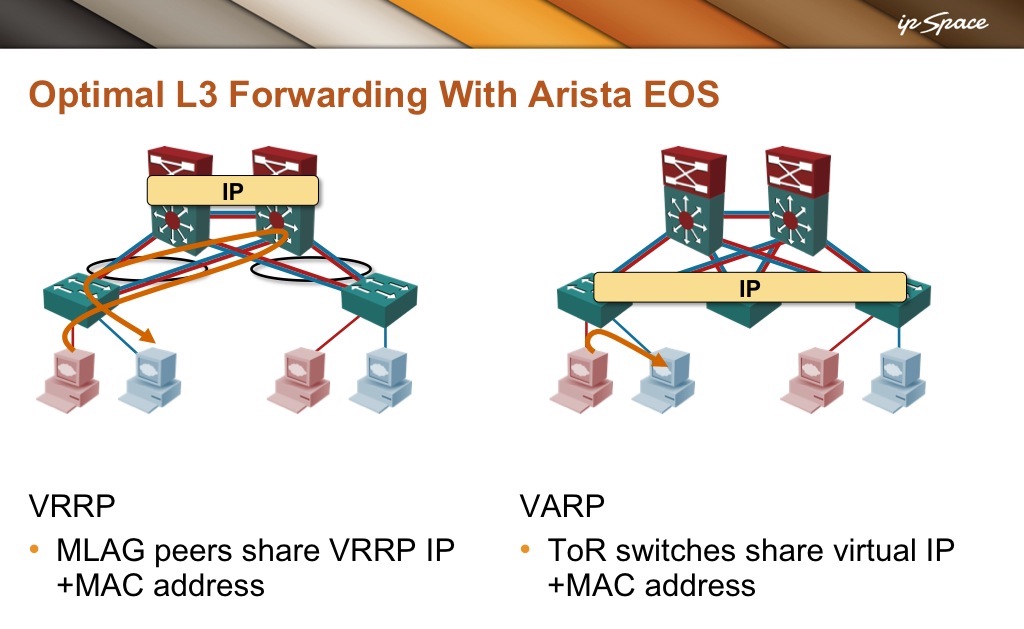 ipSpace
Optimal L3 Forwarding With Arista EOS
IP
IP
VRRP
• MLAG peers share VRRP IP
+MAC address
VARP
• ToR switches share virtual IP
+MAC address